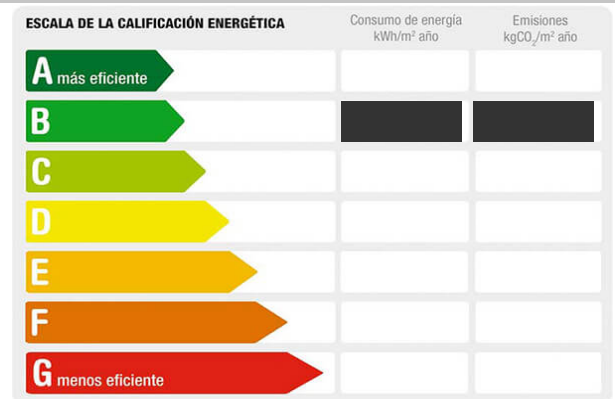 ESCALA DE LA CALIFICACIÓN ENERGÉTICA
Consumo de energía
kWh/m² año
Emisiones
kgCO₂/m² año
A más eficiente
B
C
D
E
F
G menos eficiente